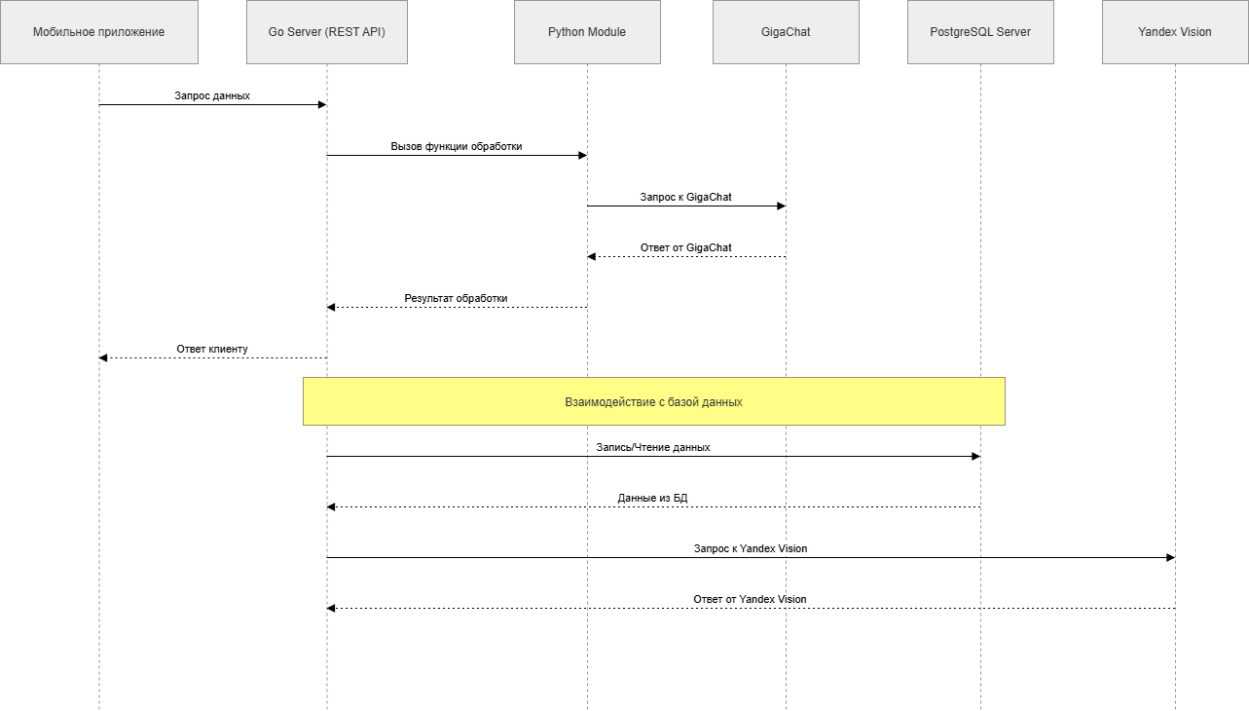 Мобильное приложение
Go Server (REST API)
Python Module
GigaChat
PostgreSQL Server
Yandex Vision
Запрос данных
Вызов функции обработки
Запрос к GigaChat
Ответ от GigaChat
Результат обработки
Ответ клиенту
Взаимодействие с базой данных
Запись/Чтение данных
Данные из БД
Запрос к Yandex Vision
Ответ от Yandex Vision